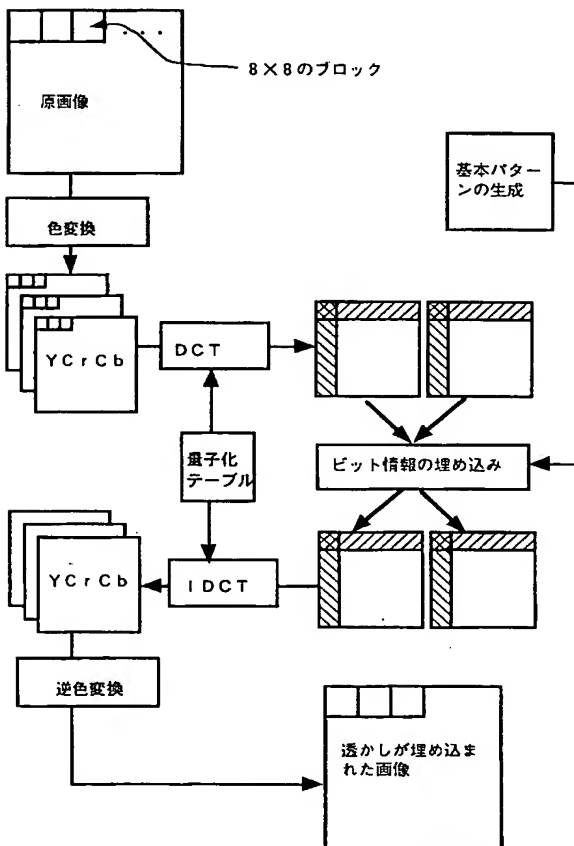 8×8のブロック
原画像
基本パター
ンの生成
色変換
YCrCb
DCT
量子化
テーブル
ビット情報の埋め込み
YCrCb
IDCT
逆色変換
透かしが埋め込ま
れた画像